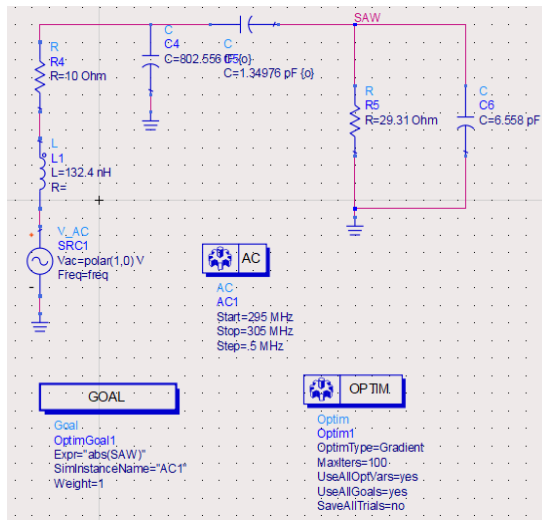 SAW
C
C4
C=802.556 fF {o}
C
C5
C=1.34976 pF {o}
R
R4
R=10 Ohm
R
R5
R=29.31 Ohm
C
C6
C=6.558 pF
L
L1
L=132.4 nH
R=
V_AC
SRC1
Vac=polar(1,0) V
Freq=freq
AC
AC
AC1
Start=295 MHz
Stop=305 MHz
Step=.5 MHz
GOAL
Goal
OptimGoal1
Expr="abs(SAW)"
SimInstanceName="AC1"
Weight=1
OPTIM
Optim
Optim1
OptimType=Gradient
MaxIters=100
UseAllOptVars=yes
UseAllGoals=yes
SaveAllTrials=no